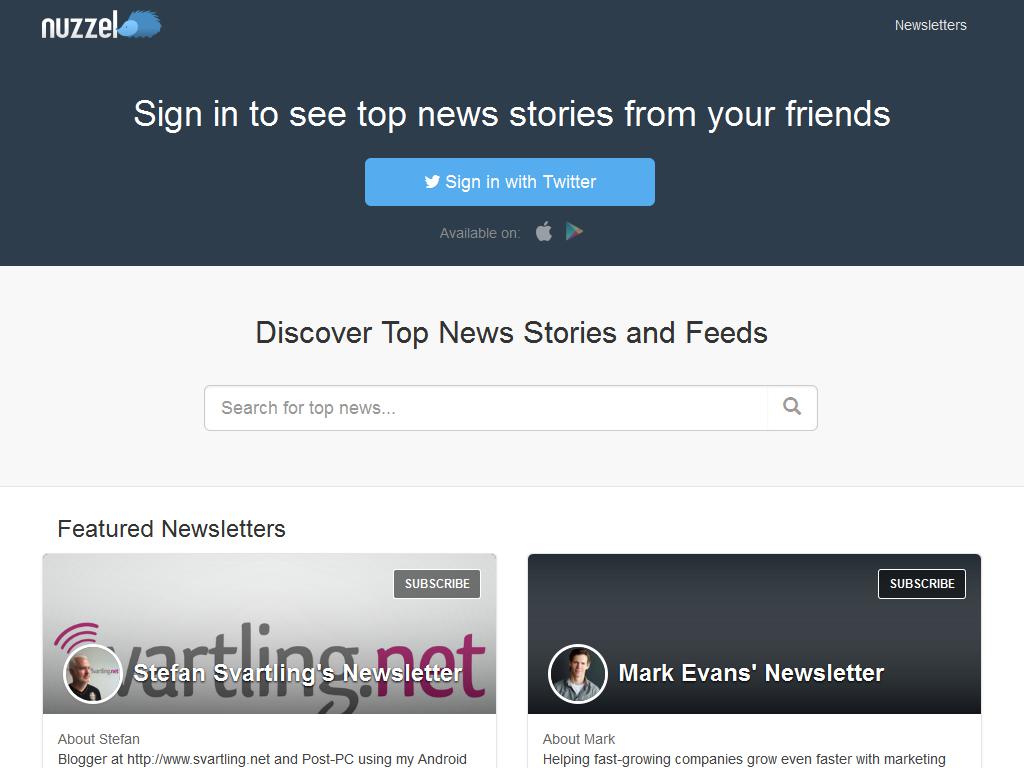 nuzzel
Newsletters
Sign in to see top news stories from your friends
Sign in with Twitter
Available on:
Discover Top News Stories and Feeds
Search for top news...
Featured Newsletters
SUBSCRIBE
svartling.net
Stefan Svartling's Newsletter
About Stefan
Blogger at http://www.svartling.net and Post-PC using my Android
SUBSCRIBE
Mark Evans' Newsletter
About Mark
Helping fast-growing companies grow even faster with marketing